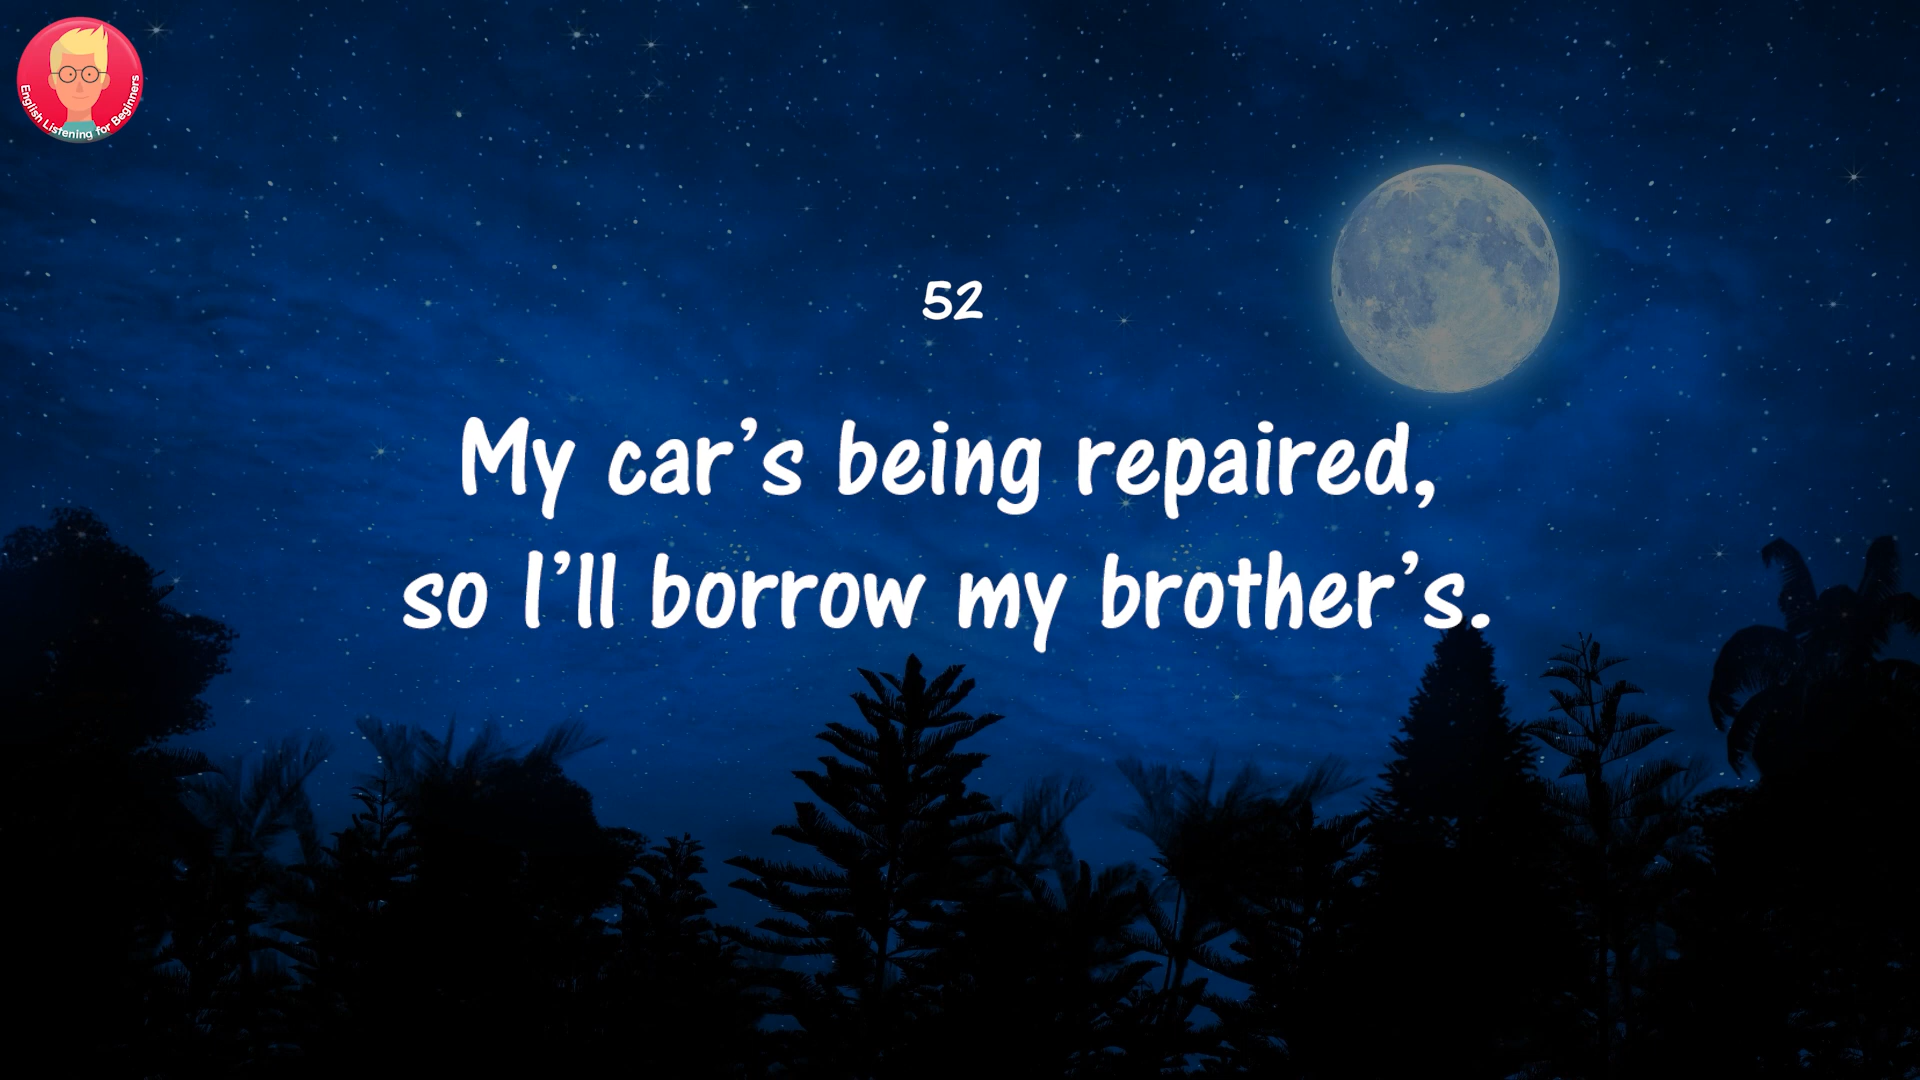 English Listening for Beginners
52
My car’s being repaired,
so I’ll borrow my brother’s.